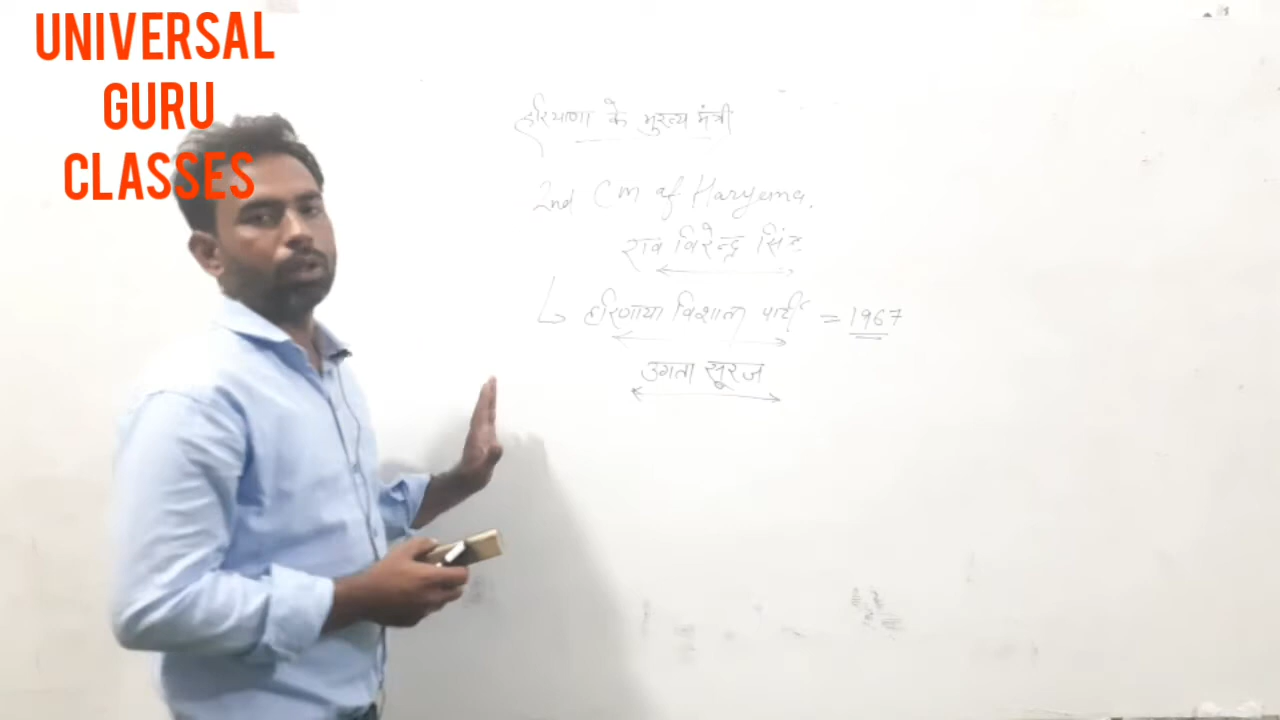 UNIVERSAL
GURU
CLASSES
हरियाणा के मुख्य मंत्री
2nd CM of Haryana.
राव विरेन्द्र सिंह
हरिणाया विशाल पार्टी = 1967
उगता सूरज